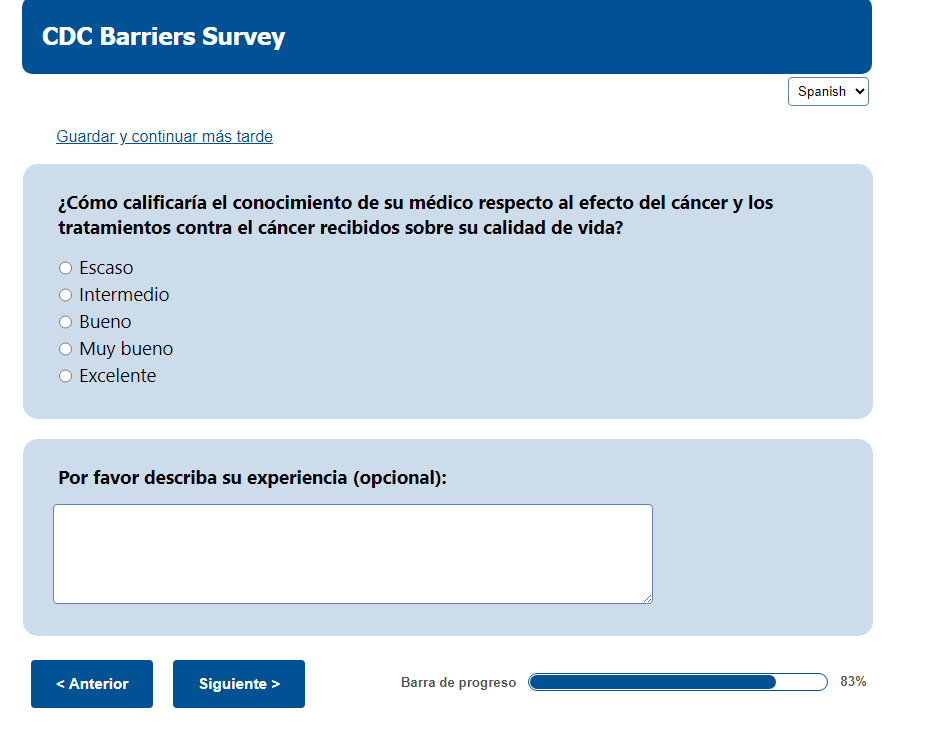 CDC Barriers Survey
Spanish
Guardar y continuar más tarde
¿Cómo calificaría el conocimiento de su médico respecto al efecto del cáncer y los
tratamientos contra el cáncer recibidos sobre su calidad de vida?
Escaso
Intermedio
Bueno
Muy bueno
Excelente
Por favor describa su experiencia (opcional):
< Anterior
Siguiente >
Barra de progreso
83%